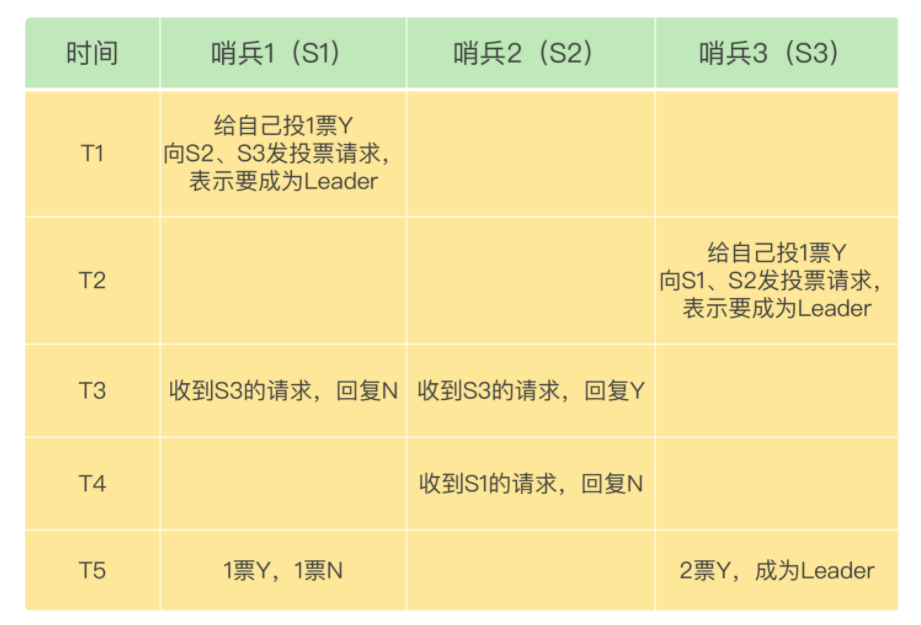 时间
哨兵1（S1）
哨兵2（S2）
哨兵3（S3）
T1
给自己投1票Y
向S2、S3发投票请求，
表示要成为Leader
T2
给自己投1票Y
向S1、S2发投票请求，
表示要成为Leader
T3
收到S3的请求，回复N
收到S3的请求，回复Y
T4
收到S1的请求，回复N
T5
1票Y，1票N
2票Y，成为Leader